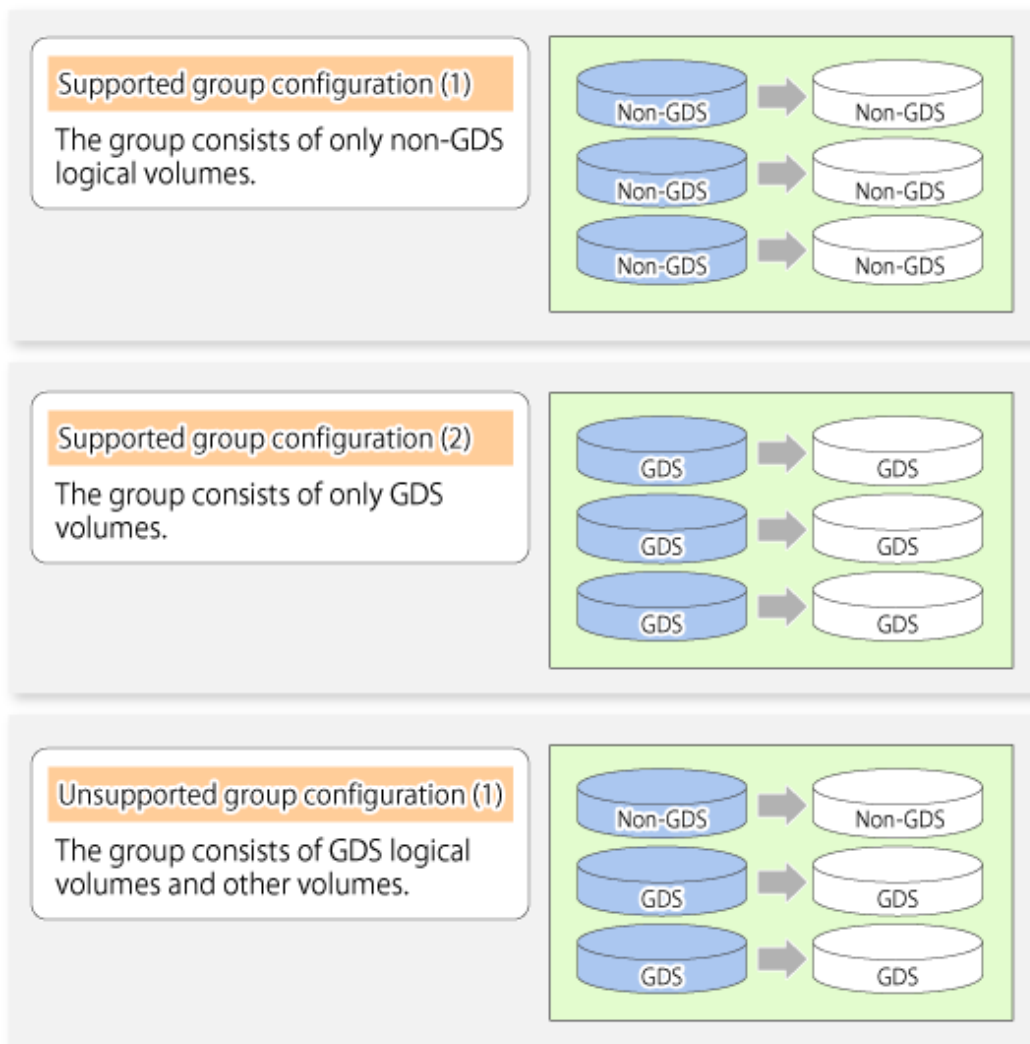 Supported group configuration (1)
The group consists of only non-GDS
logical volumes.
Non-GDS
Non-GDS
Non-GDS
Non-GDS
Non-GDS
Non-GDS
Supported group configuration (2)
The group consists of only GDS
volumes.
GDS
GDS
GDS
GDS
GDS
GDS
Unsupported group configuration (1)
The group consists of GDS logical
volumes and other volumes.
Non-GDS
Non-GDS
GDS
GDS
GDS
GDS